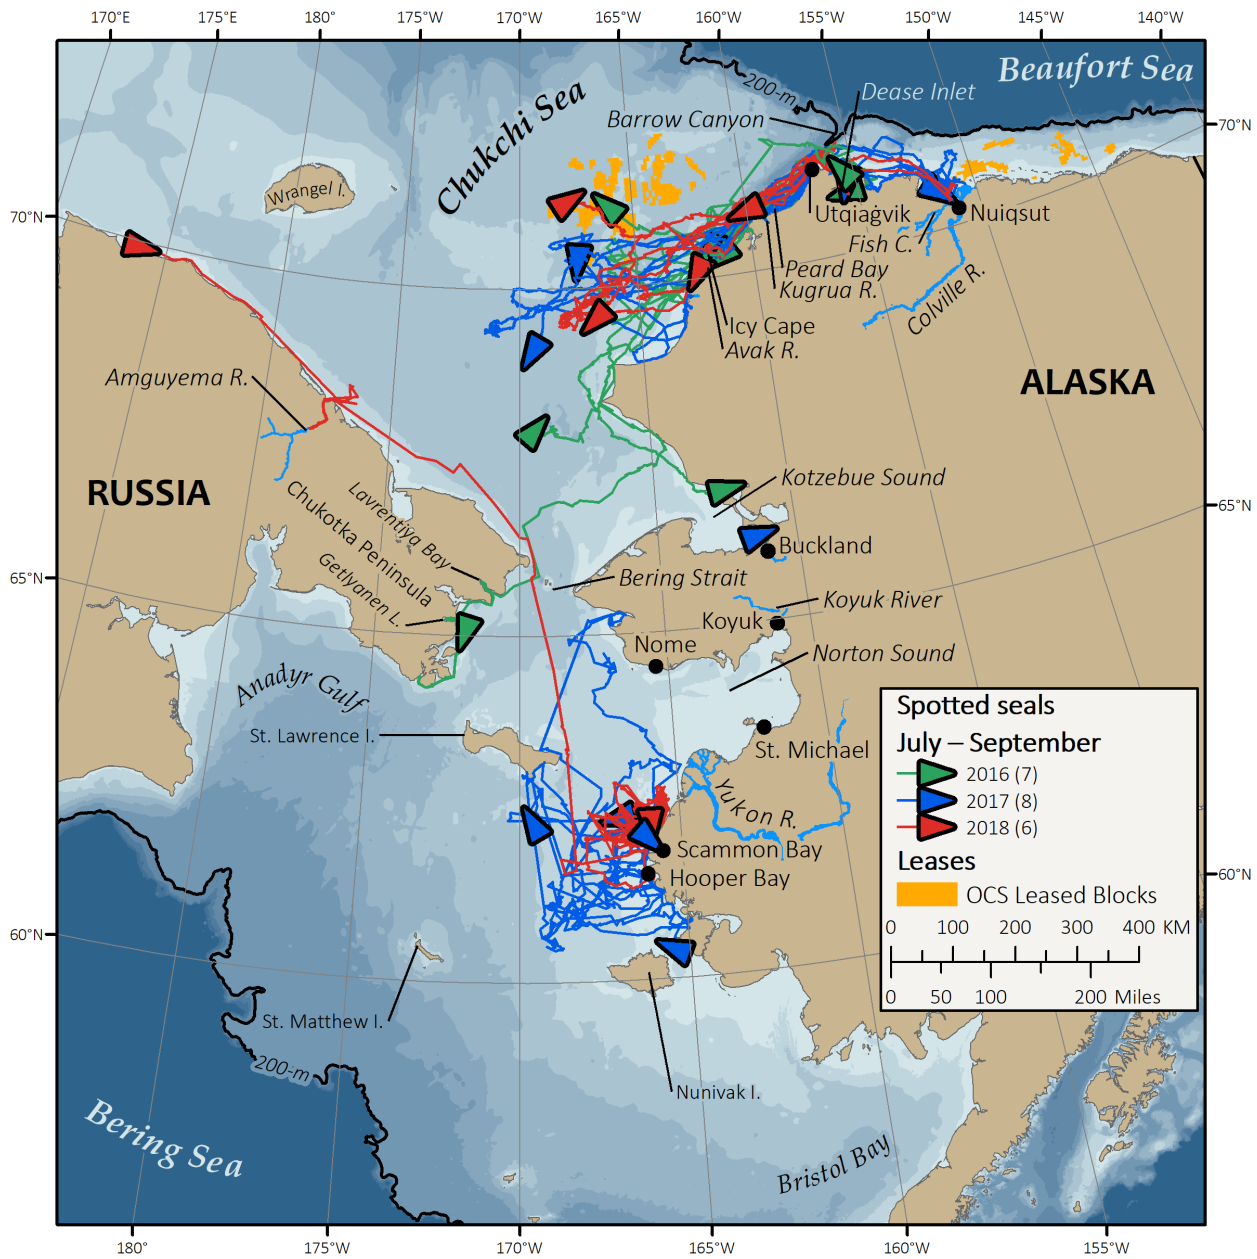 170°E 175°E 180° 175°W 170°W 165°W 160°W 155°W 150°W 145°W 140°W
Beaufort Sea
200-m
Dease Inlet
Barrow Canyon
70°N
Chukchi Sea
Wrangel I.
70°N
Utqiaġvik
Nuiqsut
Fish C.
Peard Bay
Kugrua R.
Colville R.
Icy Cape
Avak R.
Amguyema R.
ALASKA
RUSSIA
Kotzebue Sound
65°N
Lavrentiya Bay
Chukotka Peninsula
Getlyanen L.
Buckland
65°N
Bering Strait
Koyuk River
Koyuk
Nome
Norton Sound
Anadyr Gulf
St. Lawrence I.
St. Michael
Yukon R.
Scammon Bay
Hooper Bay
60°N
60°N
Spotted seals
July – September
2016 (7)
2017 (8)
2018 (6)
Leases
OCS Leased Blocks
0 100 200 300 400 KM
0 50 100 200 Miles
St. Matthew I.
200-m
Nunivak I.
Bering Sea
Bristol Bay
180° 175°W 170°W 165°W 160°W 155°W